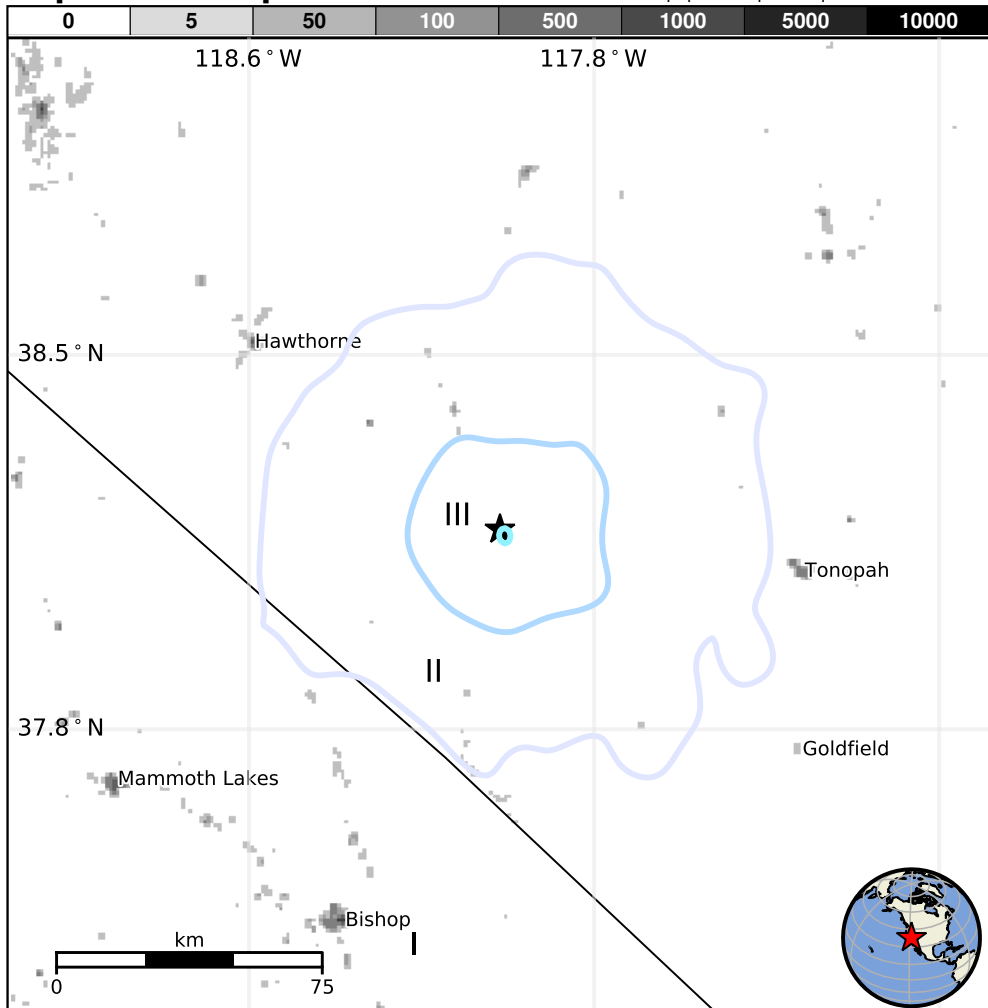 0 5 50 100 500 1000 5000 10000
118.6°W 117.8°W
Hawthorne
38.5°N
III
Tonopah
II
37.8°N
Goldfield
Mammoth Lakes
Bishop
I
km
0 75